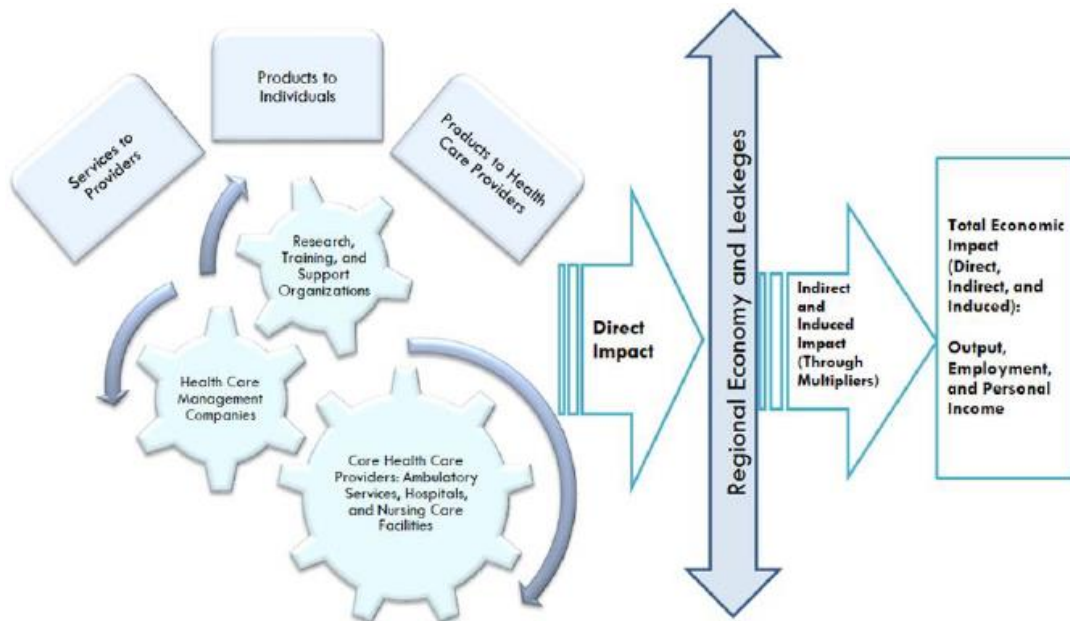 Services to
Providers
Products to
Individuals
Products to Health
Care Providers
Research,
Training, and
Support
Organizations
Health Care
Management
Companies
Core Health Care
Providers: Ambulatory
Services, Hospitals,
and Nursing Care
Facilities
Direct
Impact
Regional Economy and Leakeges
Indirect
and
Induced
Impact
(Through
Multipliers)
Total Economic
Impact
(Direct,
Indirect, and
Induced):
Output,
Employment,
and Personal
Income